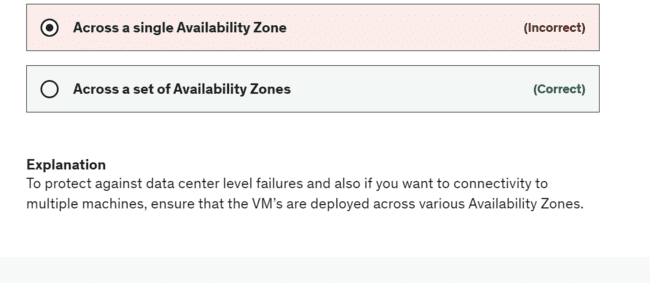 Across a single Availability Zone (Incorrect)
Across a set of Availability Zones (Correct)
Explanation
To protect against data center level failures and also if you want to connectivity to
multiple machines, ensure that the VM's are deployed across various Availability Zones.